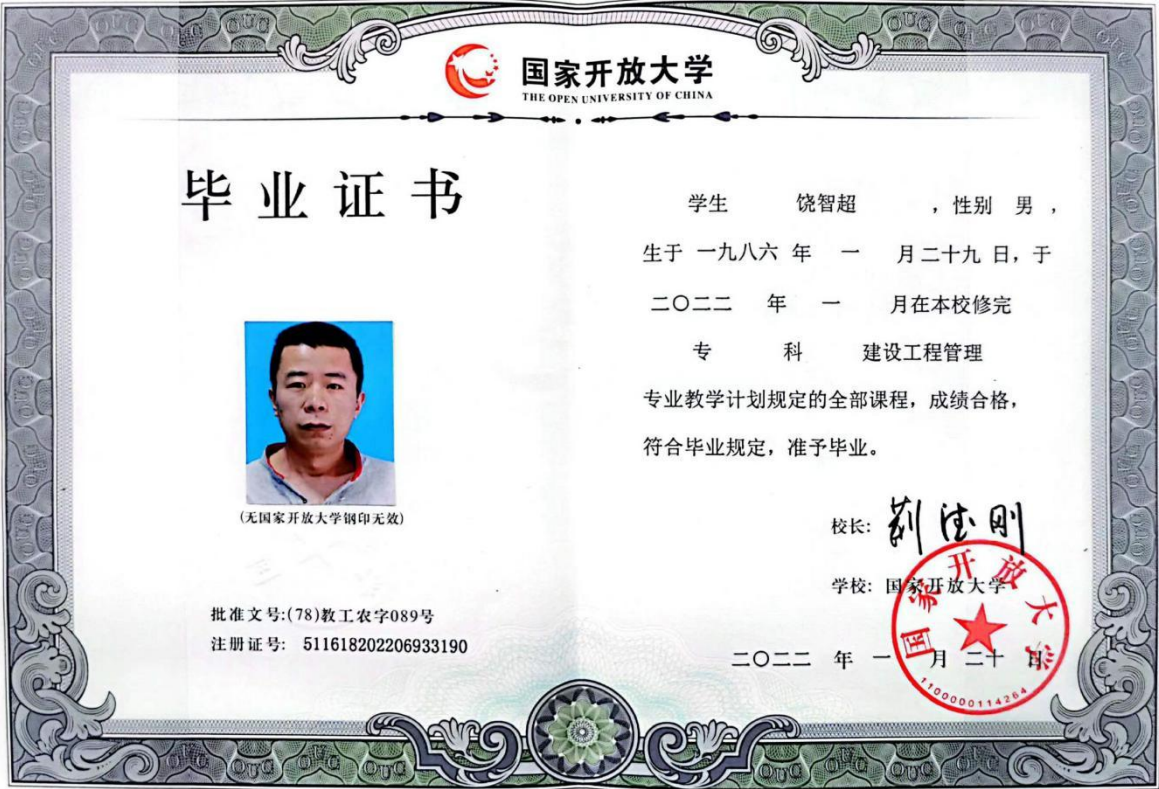 国家开放大学
THE OPEN UNIVERSITY OF CHINA
毕业证书
(无国家开放大学钢印无效)
批准文号:(78)教工农字089号
注册证号: 511618202206933190
学生 饶智超 ，性别 男 ，
生于 一九八六 年 一 月 二十九 日，于
二〇二二 年 一 月在本校修完
专 科 建设工程管理
专业教学计划规定的全部课程，成绩合格，
符合毕业规定，准予毕业。
校长: 荆德刚
学校: 国家开放大学
二〇二二 年 一 月 二十 日
国家开放大学
1100000114264